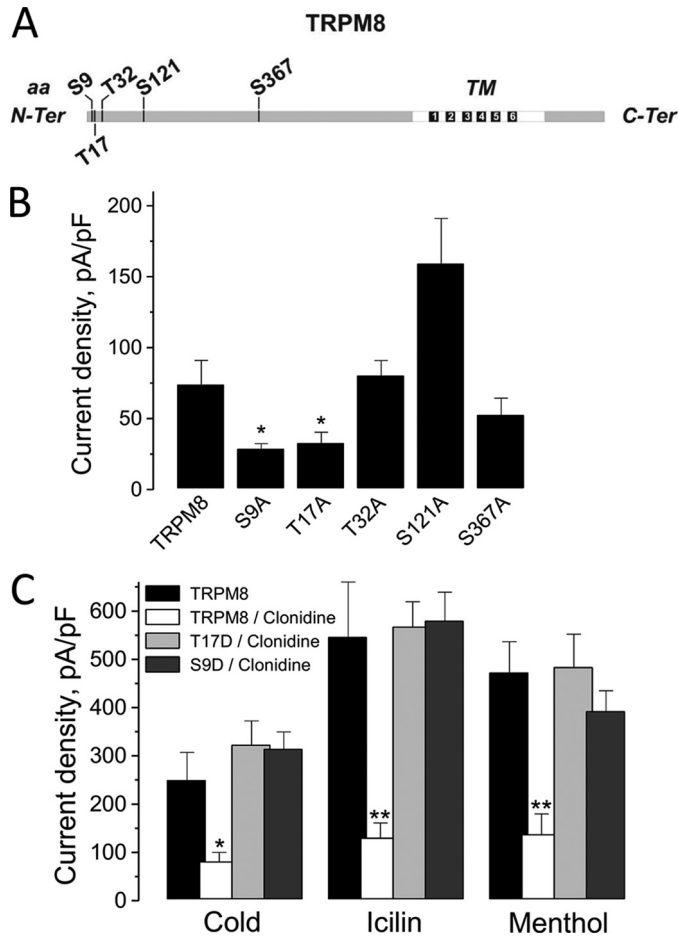 A
TRPM8
aa S9 T32 S121 S367 TM
N-Ter 1 2 3 4 5 6 C-Ter
T17
B
Current density, pA/pF
200
150
100
50
0
* *
TRPM8 S9A T17A T32A S121A S367A
C
Current density, pA/pF
600
500
400
300
200
100
0
TRPM8
TRPM8 / Clonidine
T17D / Clonidine
S9D / Clonidine
* ** **
Cold Icilin Menthol